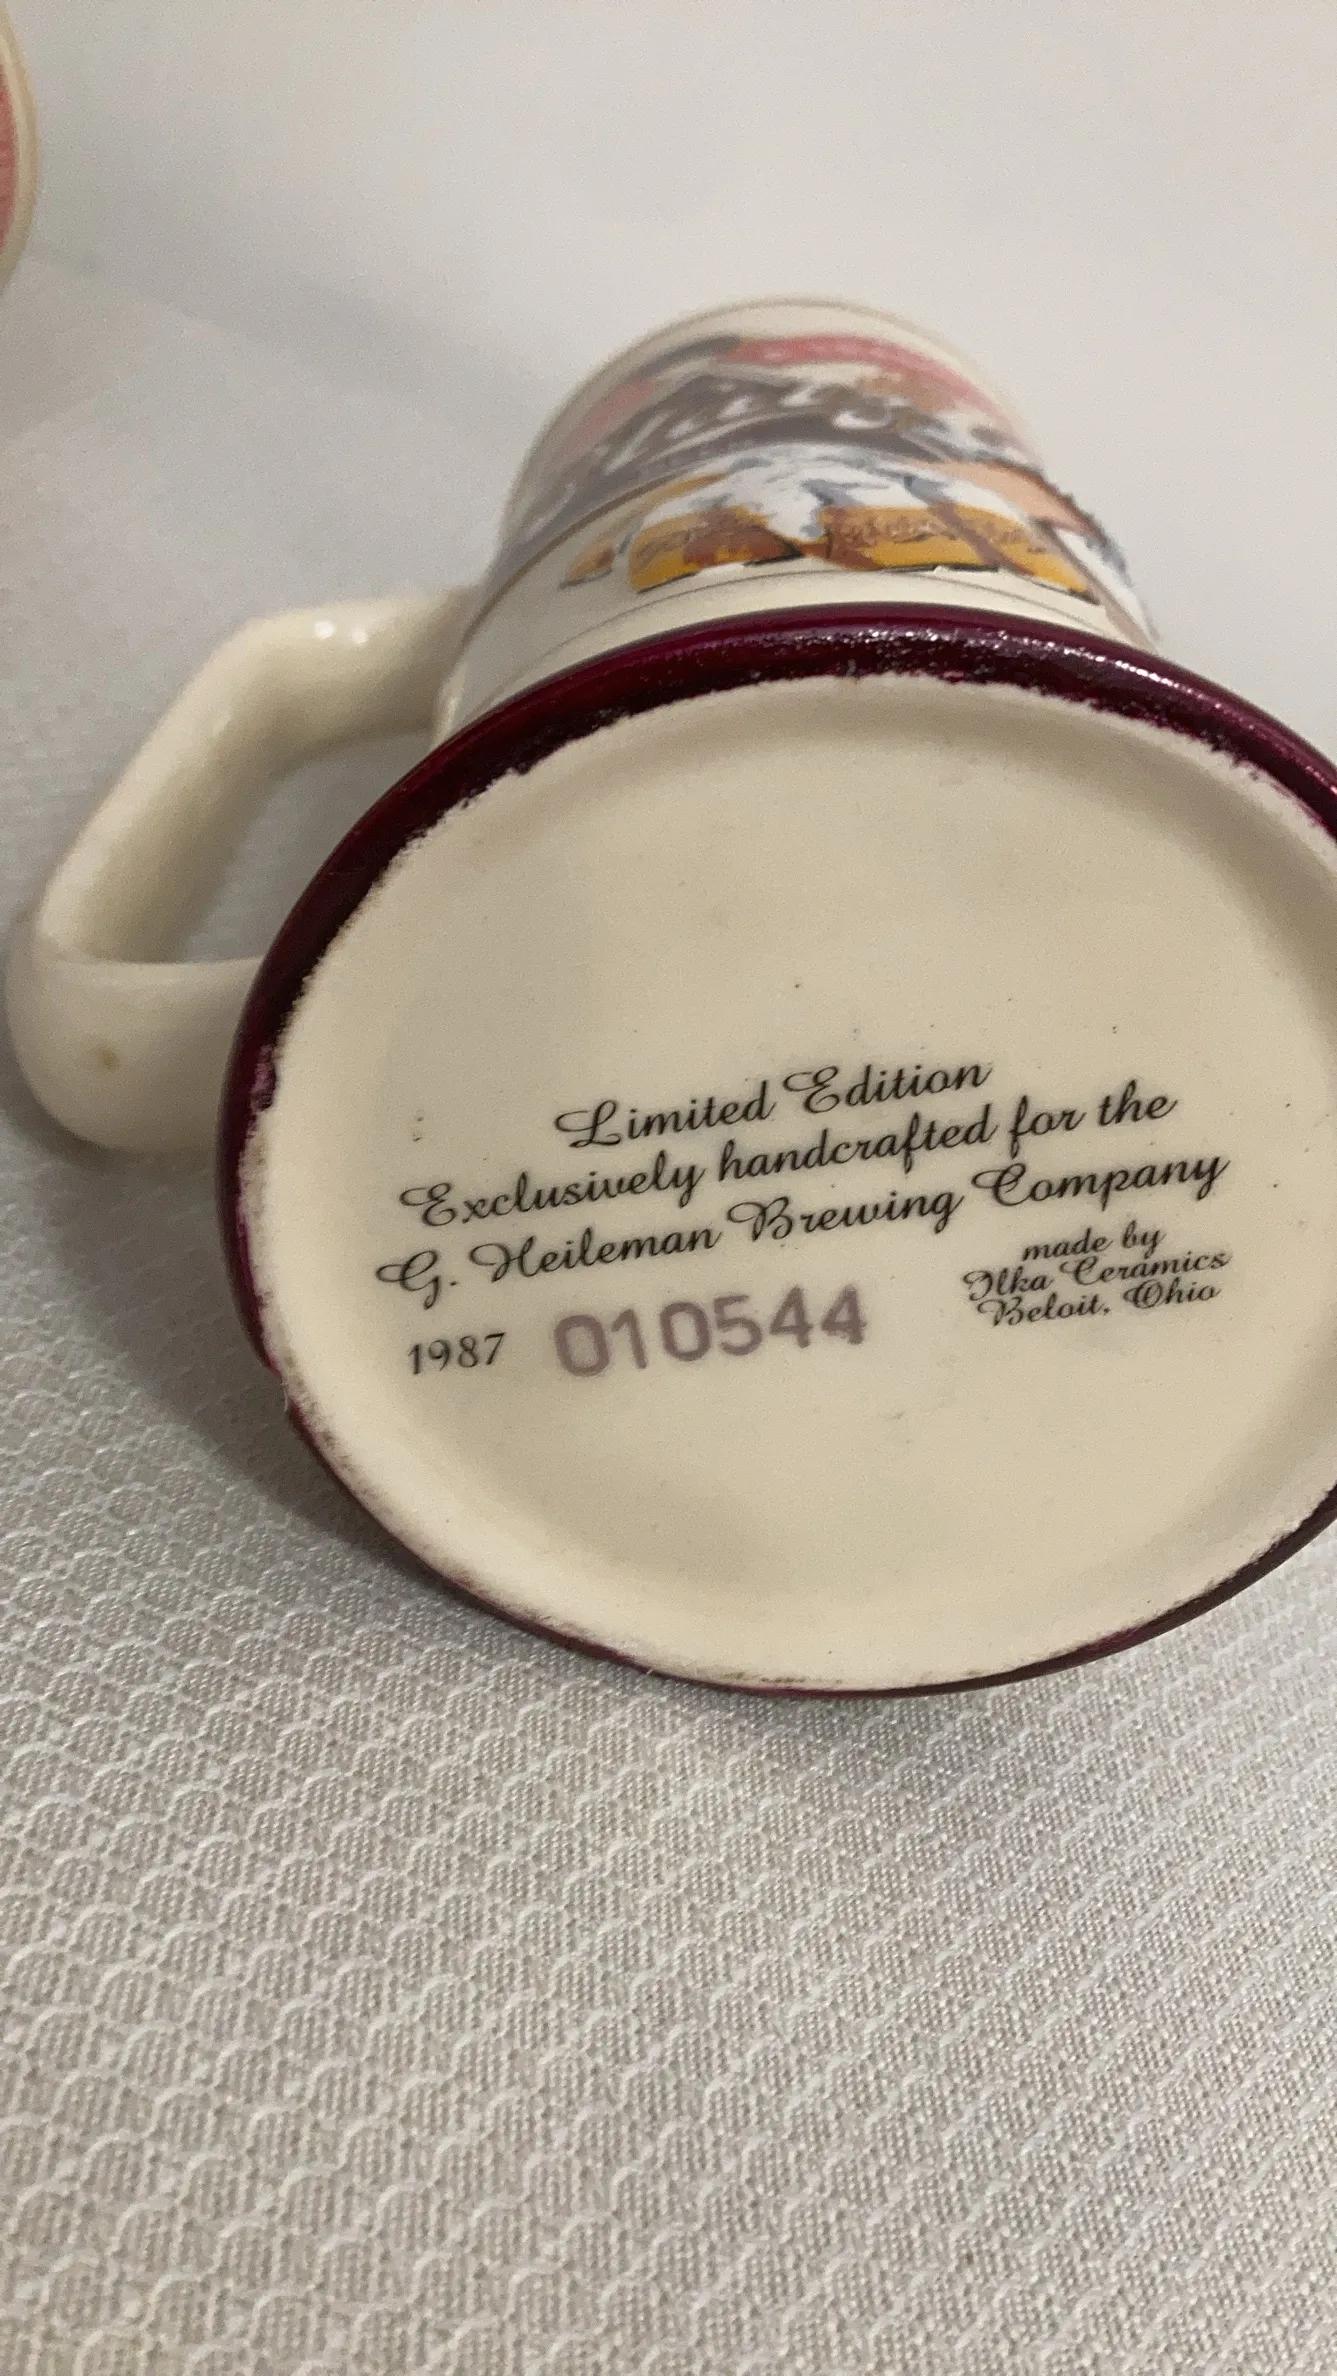 Limited Edition
Exclusively handcrafted for the
G. Heileman Brewing Company
made by
Ilka Ceramics
Beloit, Ohio
1987 010544